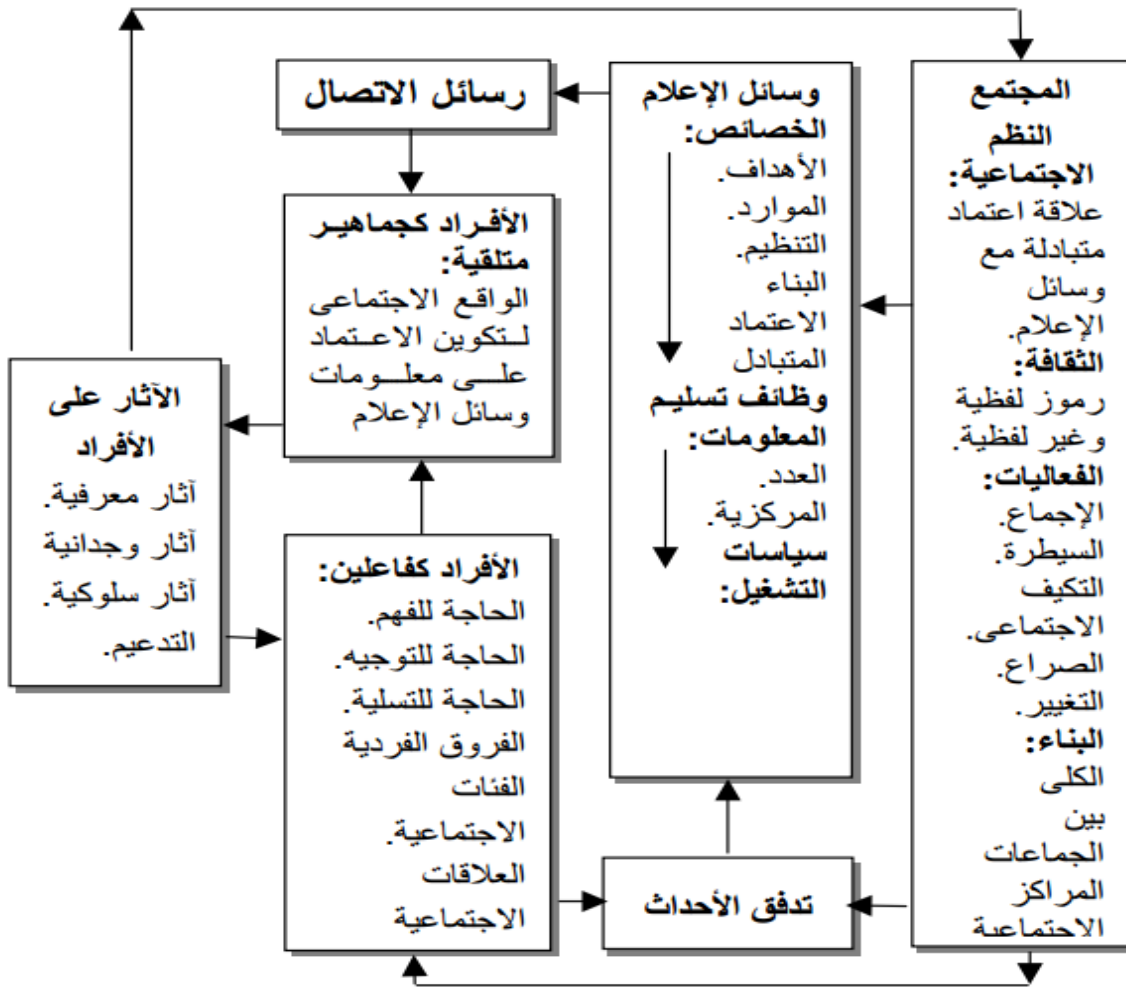 المجتمع
النظم
الاجتماعية:
علاقة اعتماد
متبادلة مع
وسائل
الإعلام.
الثقافة:
رموز لفظية
وغير لفظية.
الفعاليات:
الإجماع.
السيطرة.
التكيف
الاجتماعى.
الصراع.
التغيير.
البناء:
الكلى
بين
الجماعات
المراكز
الاجتماعية
وسائل الإعلام
الخصائص:
الأهداف.
الموارد.
التنظيم.
البناء
الاعتماد
المتبادل
وظائف تسليم
المعلومات:
العدد.
المركزية.
سياسات
التشغيل:
رسائل الاتصال
الأفراد كجماهير
متلقية:
الواقع الاجتماعى
لتكوين الاعتماد
على معلومات
وسائل الإعلام
الآثار على
الأفراد
آثار معرفية.
آثار وجدانية
آثار سلوكية.
التدعيم.
الأفراد كفاعلين:
الحاجة للفهم.
الحاجة للتوجيه.
الحاجة للتسلية.
الفروق الفردية
الفئات
الاجتماعية.
العلاقات
الاجتماعية
تدفق الأحداث